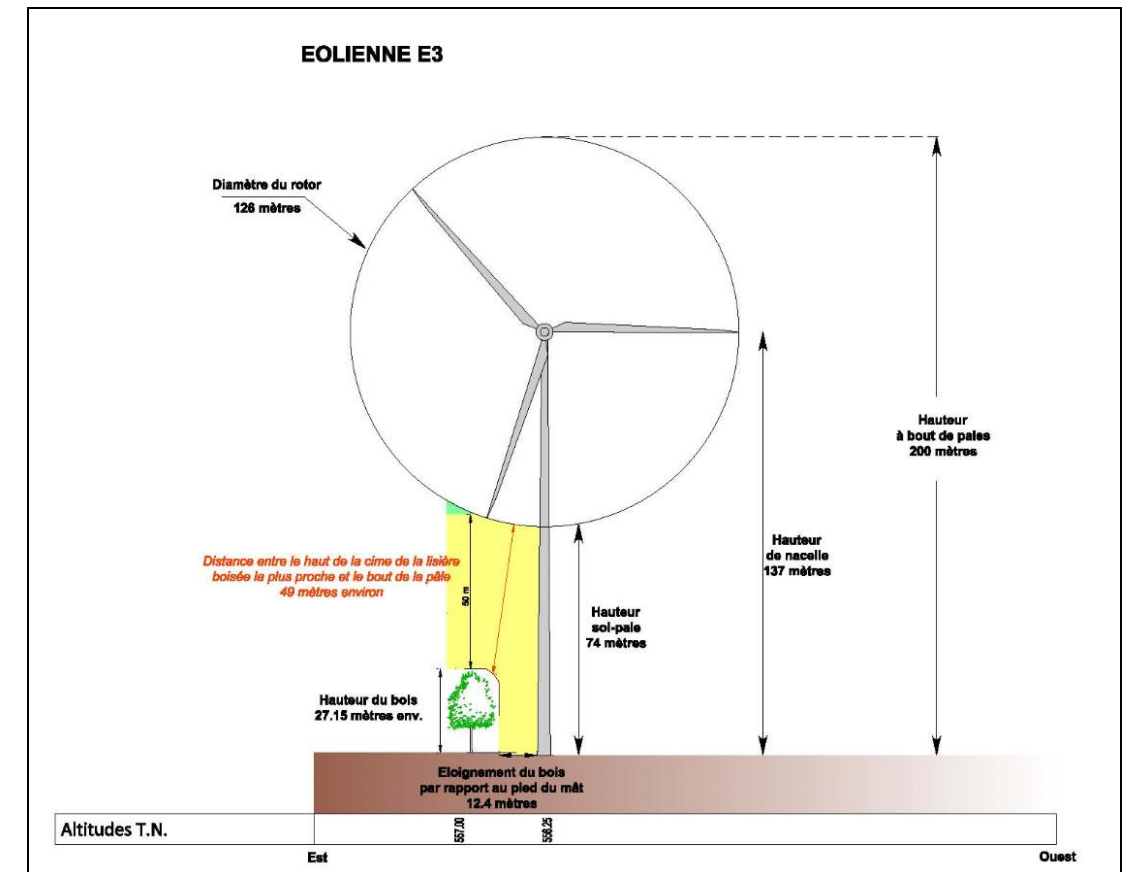 EOLIENNE E3
Diamètre du rotor
126 mètres
Hauteur
à bout de pales
200 mètres
Hauteur
de nacelle
137 mètres
Distance entre le haut de la cime de la lisière
boisée la plus proche et le bout de la pâle
49 mètres environ
50 m
Hauteur
sol-pale
74 mètres
Hauteur du bois
27.15 mètres env.
Eloignement du bois
par rapport au pied du mât
12.4 mètres
Altitudes T.N.
557.00
556.25
Est
Ouest